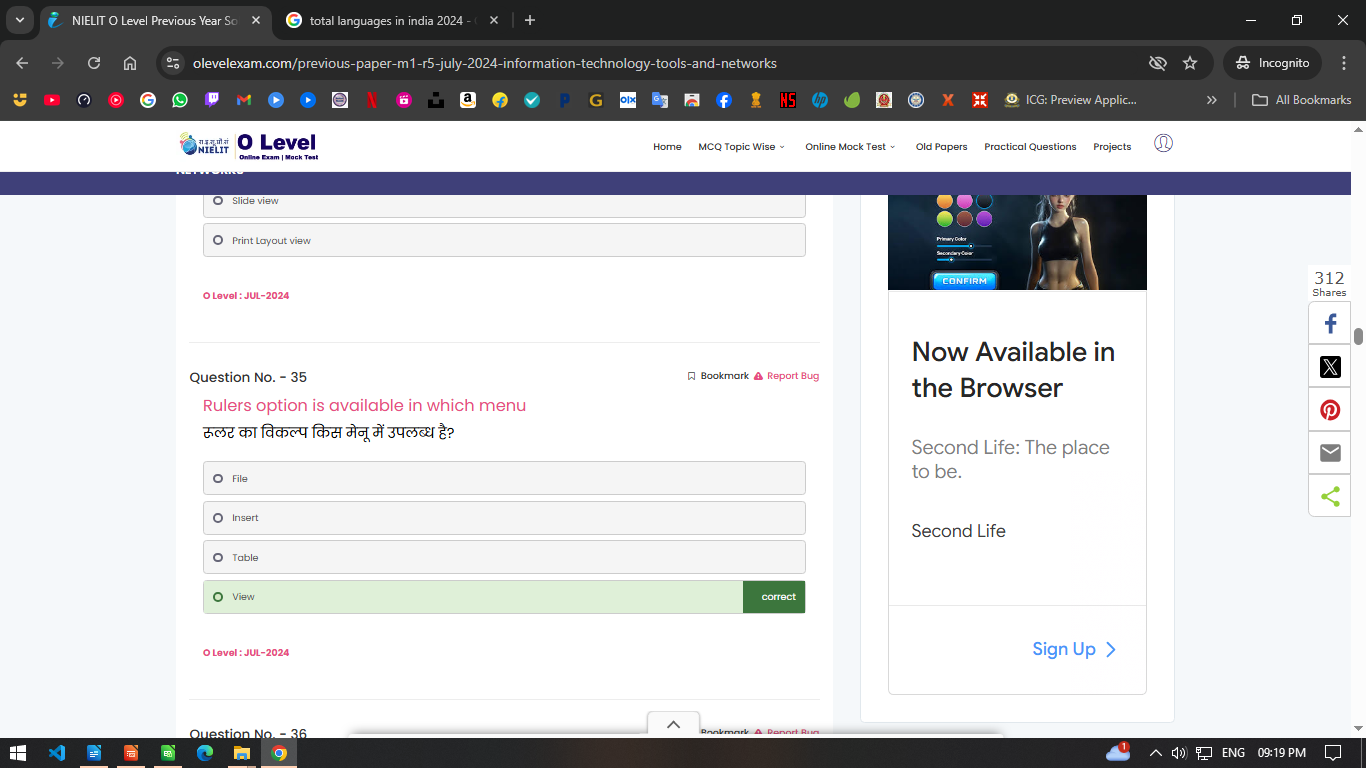 NIELIT O Level Previous Year So
total languages in india 2024 -
olevelexam.com/previous-paper-m1-r5-july-2024-information-technology-tools-and-networks
Incognito
ICG: Preview Applic...
All Bookmarks
रा.इ.सू.प्रौ.सं
NIELIT
O Level
Online Exam | Mock Test
Home
MCQ Topic Wise
Online Mock Test
Old Papers
Practical Questions
Projects
NETWORKS
Slide view
Print Layout view
O Level : JUL-2024
Question No. - 35
Bookmark
Report Bug
Rulers option is available in which menu
रूलर का विकल्प किस मेनू में उपलब्ध है?
File
Insert
Table
View
correct
O Level : JUL-2024
Question No. - 36
Bookmark
Report Bug
Primary Color
Secondary Color
CONFIRM
Now Available in
the Browser
Second Life: The place
to be.
Second Life
Sign Up
312
Shares
1
ENG
09:19 PM